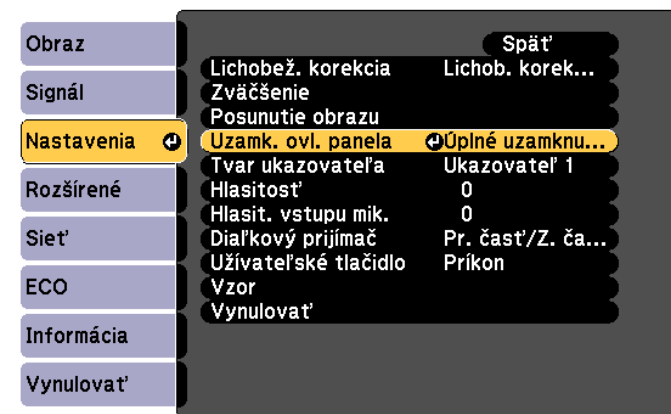 Obraz
Signál
Nastavenia
Rozšírené
Sieť
ECO
Informácia
Vynulovať
Späť
Lichobež. korekcia Lichob. korek...
Zväčšenie
Posunutie obrazu
Uzamk. ovl. panela Úplné uzamknu...
Tvar ukazovateľa Ukazovateľ 1
Hlasitosť 0
Hlasit. vstupu mik. 0
Diaľkový prijímač Pr. časť/Z. ča...
Užívateľské tlačidlo Príkon
Vzor
Vynulovať